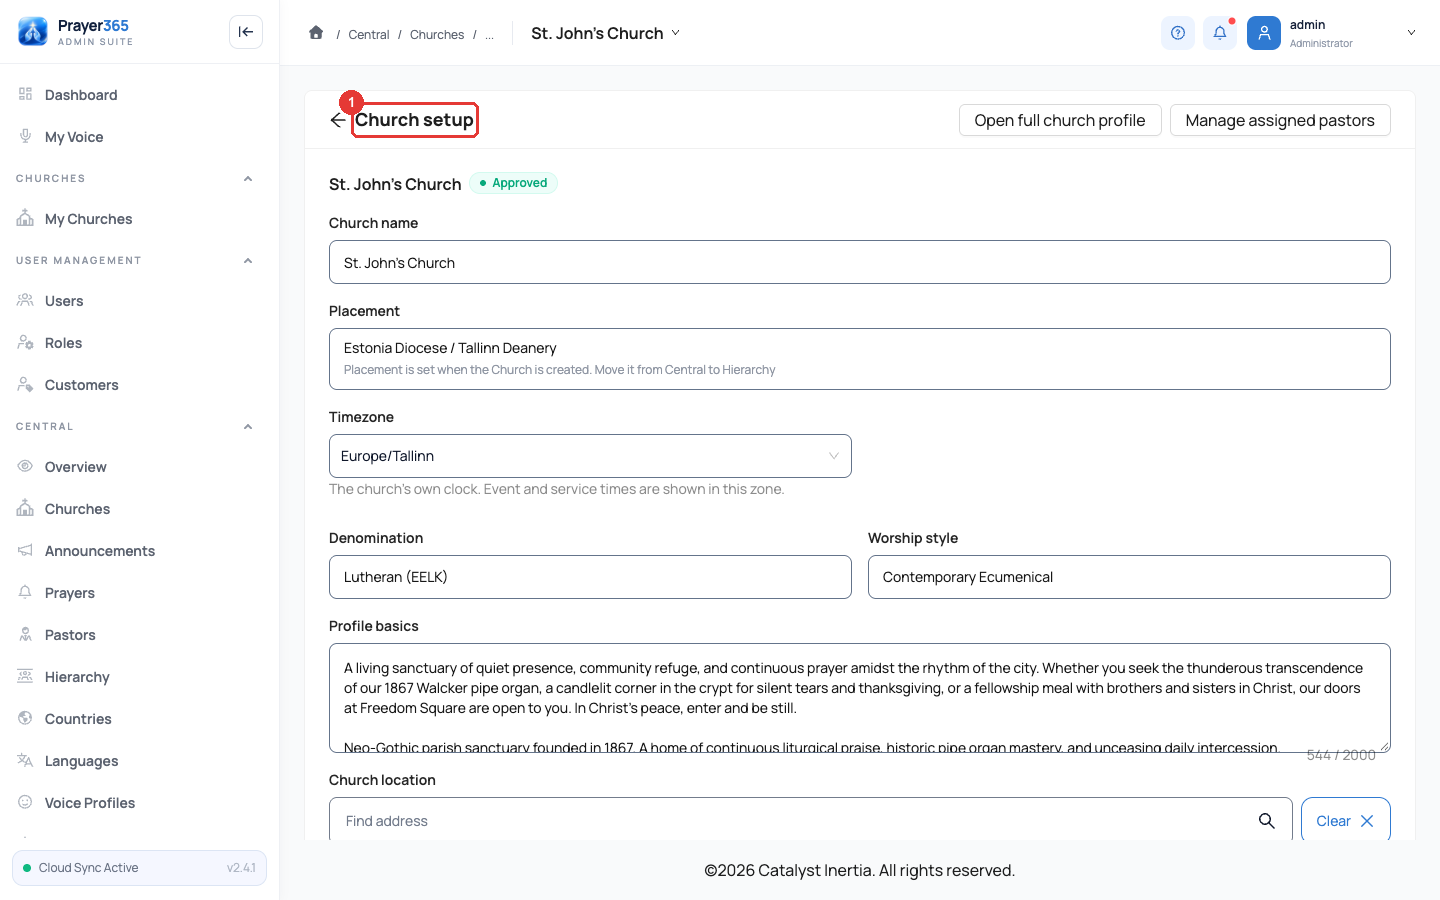 Prayer365
ADMIN SUITE
/ Central / Churches / ...
St. John's Church
admin
Administrator
Dashboard
My Voice
CHURCHES
My Churches
USER MANAGEMENT
Users
Roles
Customers
CENTRAL
Overview
Churches
Announcements
Prayers
Pastors
Hierarchy
Countries
Languages
Voice Profiles
Cloud Sync Active
v2.4.1
1
Church setup
Open full church profile
Manage assigned pastors
St. John's Church
Approved
Church name
St. John's Church
Placement
Estonia Diocese / Tallinn Deanery
Placement is set when the Church is created. Move it from Central to Hierarchy
Timezone
Europe/Tallinn
The church's own clock. Event and service times are shown in this zone.
Denomination
Lutheran (EELK)
Worship style
Contemporary Ecumenical
Profile basics
A living sanctuary of quiet presence, community refuge, and continuous prayer amidst the rhythm of the city. Whether you seek the thunderous transcendence
of our 1867 Walcker pipe organ, a candlelit corner in the crypt for silent tears and thanksgiving, or a fellowship meal with brothers and sisters in Christ, our doors
at Freedom Square are open to you. In Christ's peace, enter and be still.
Neo-Gothic parish sanctuary founded in 1867. A home of continuous liturgical praise, historic pipe organ mastery, and unceasing daily intercession.
544 / 2000
Church location
Find address
Clear
©2026 Catalyst Inertia. All rights reserved.